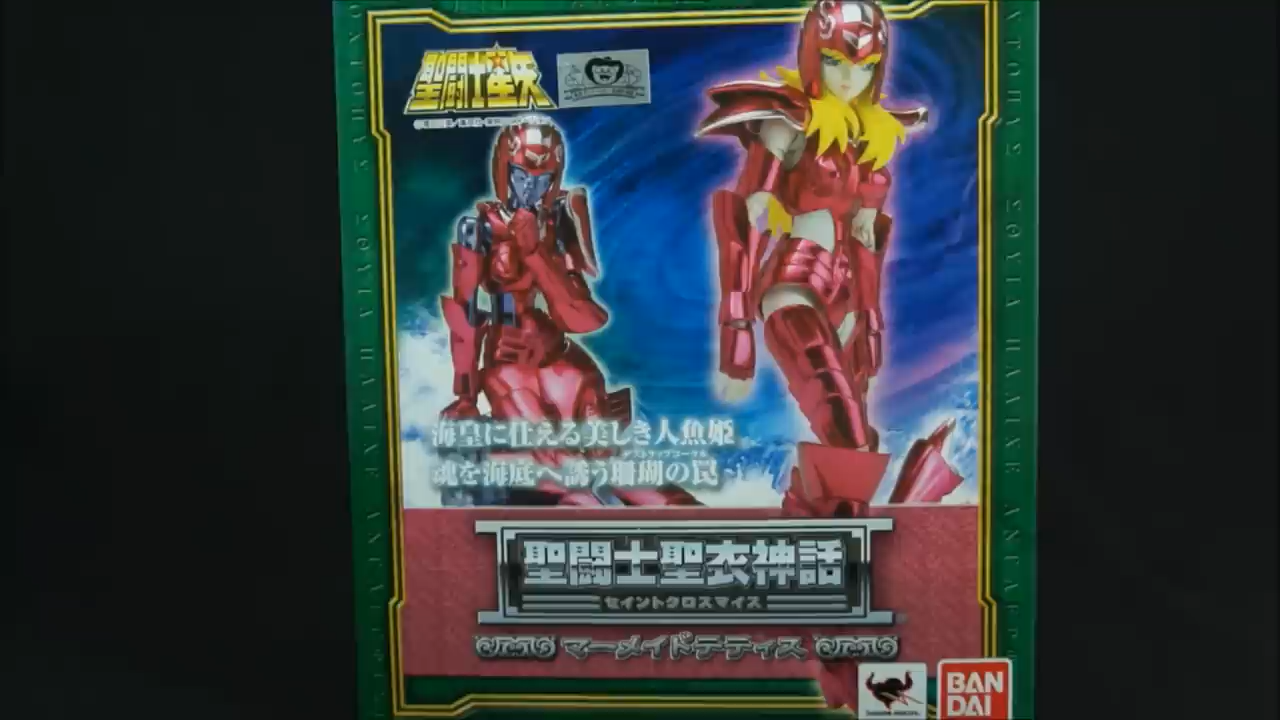 聖闘士星矢
海皇に仕える美しき人魚姫
デストラップコーラル
魂を海底へ誘う珊瑚の罠
聖闘士聖衣神話
セイントクロスマイス
マーメイドテティス
BAN
DAI